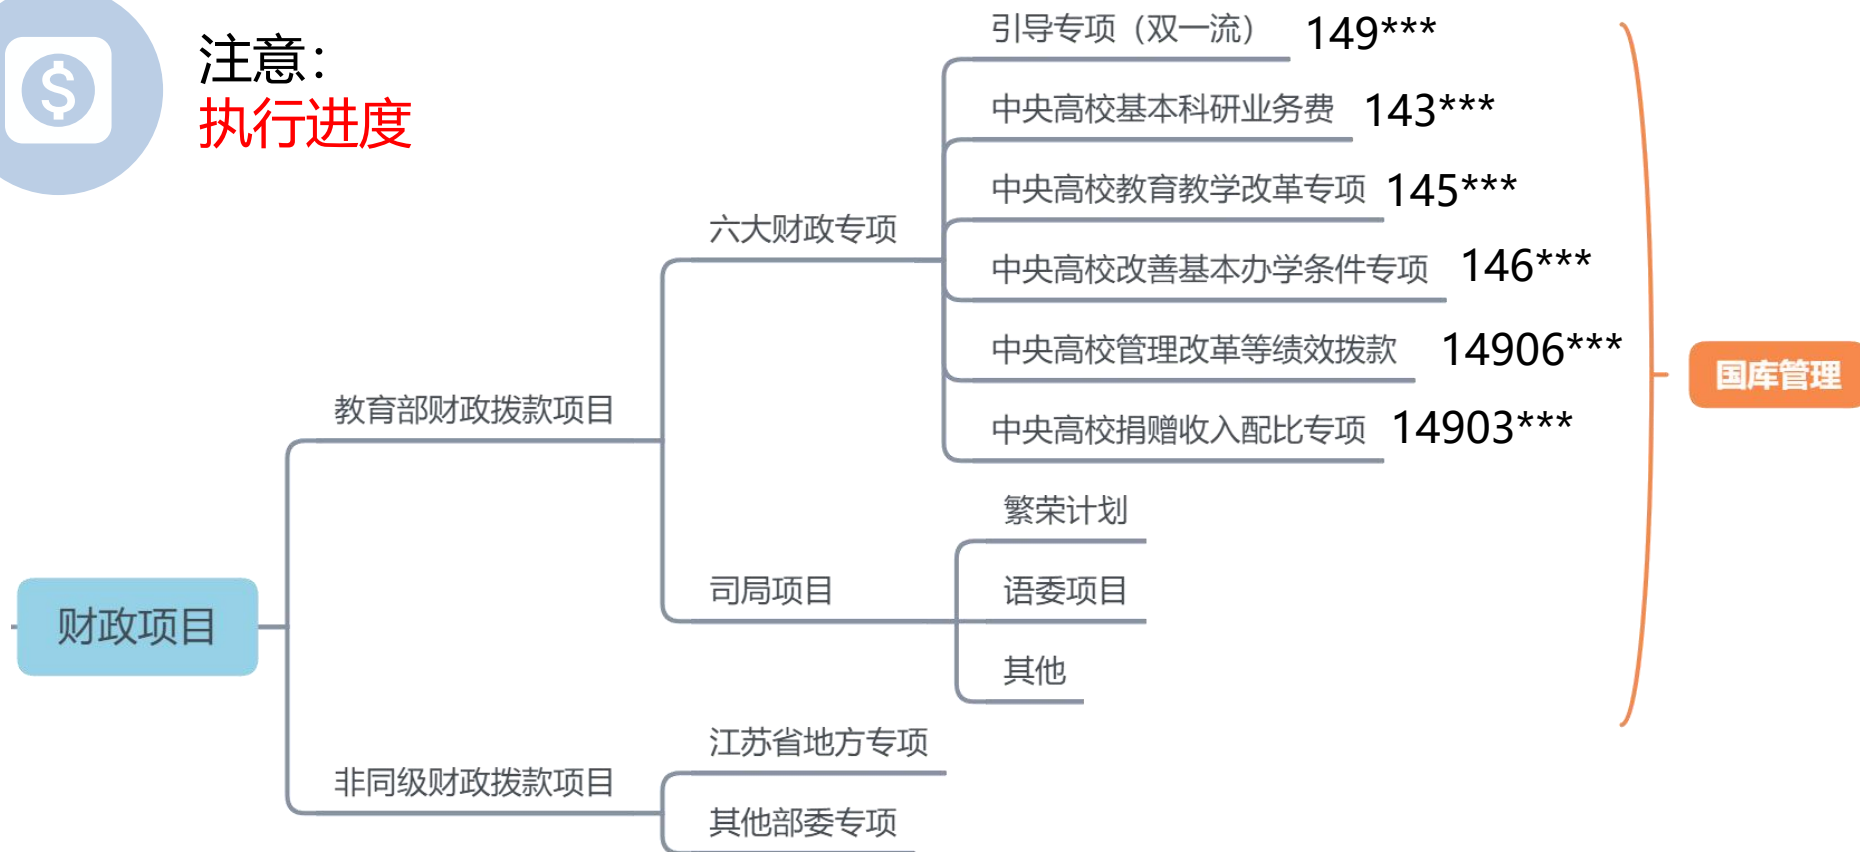 $
注意：
执行进度
引导专项（双一流） 149***
中央高校基本科研业务费 143***
中央高校教育教学改革专项 145***
六大财政专项
中央高校改善基本办学条件专项 146***
中央高校管理改革等绩效拨款 14906***
国库管理
教育部财政拨款项目
中央高校捐赠收入配比专项 14903***
繁荣计划
司局项目
语委项目
财政项目
其他
江苏省地方专项
非同级财政拨款项目
其他部委专项